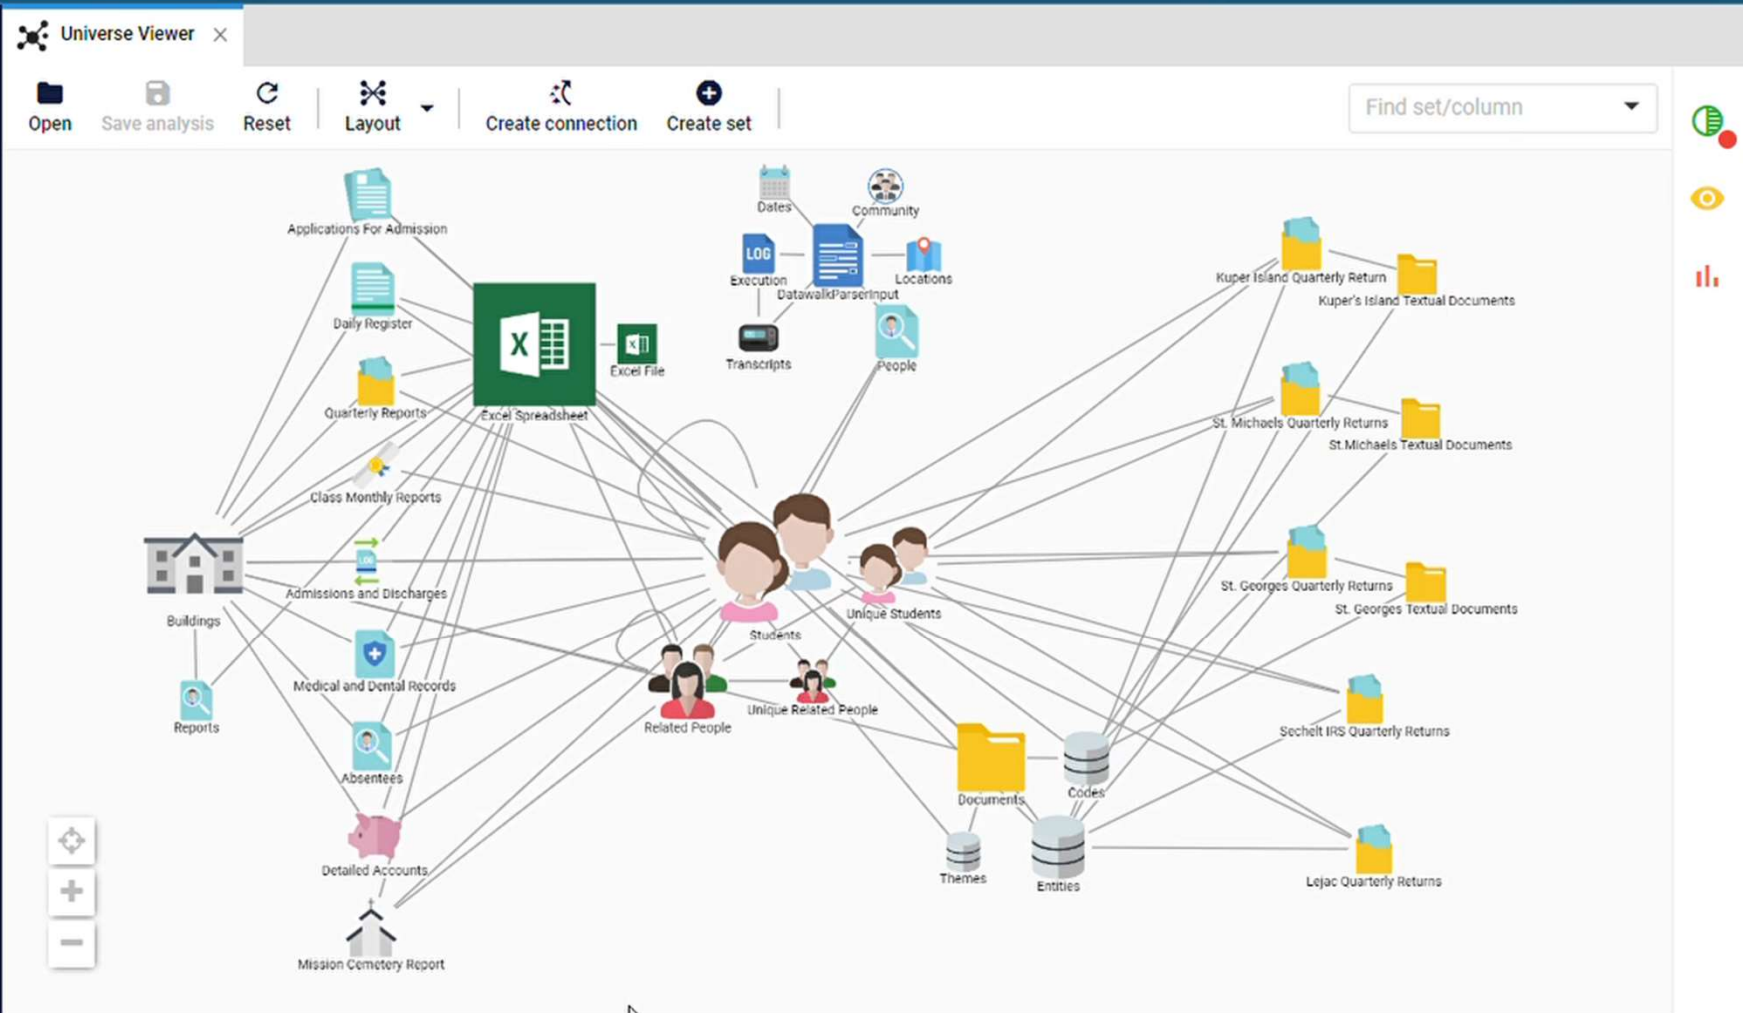 Universe Viewer
Open
Save analysis
Reset
Layout
Create connection
Create set
Find set/column
Applications For Admission
Dates
Community
LOG
Execution
DatawalkParserInput
Locations
Kuper Island Quarterly Return
Kuper's Island Textual Documents
Daily Register
X
Excel File
Transcripts
People
Quarterly Reports
Excel Spreadsheet
St. Michaels Quarterly Returns
St.Michaels Textual Documents
Class Monthly Reports
LOG
Admissions and Discharges
St. Georges Quarterly Returns
St. Georges Textual Documents
Buildings
Unique Students
Students
Medical and Dental Records
Reports
Related People
Unique Related People
Sechelt IRS Quarterly Returns
Absentees
Documents
Codes
Detailed Accounts
Themes
Entities
Lejac Quarterly Returns
Mission Cemetery Report